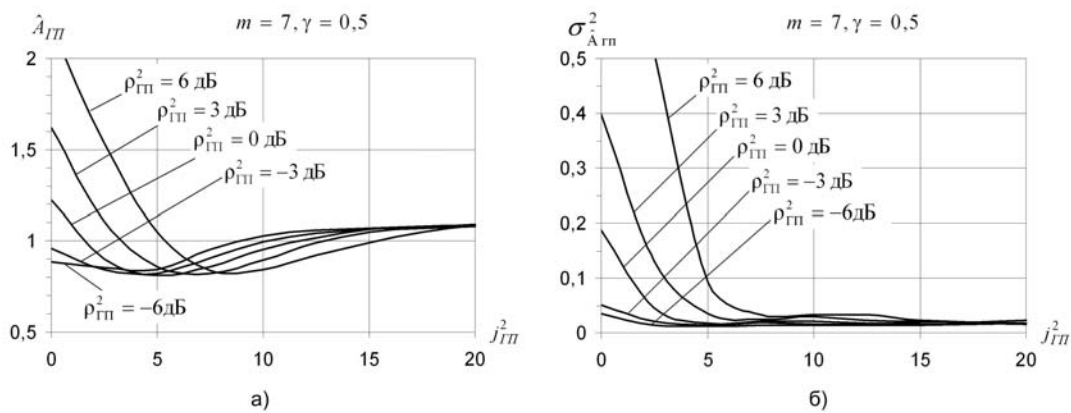 Â_ГП
m = 7, γ = 0,5
2
1,5
1
0,5
ρ²_ГП = 6 дБ
ρ²_ГП = 3 дБ
ρ²_ГП = 0 дБ
ρ²_ГП = −3 дБ
ρ²_ГП = −6дБ
0 5 10 15 20
j²_ГП
а)
σ²_Â гп
m = 7, γ = 0,5
0,5
0,4
0,3
0,2
0,1
0
ρ²_ГП = 6 дБ
ρ²_ГП = 3 дБ
ρ²_ГП = 0 дБ
ρ²_ГП = −3 дБ
ρ²_ГП = −6дБ
0 5 10 15 20
j²_ГП
б)